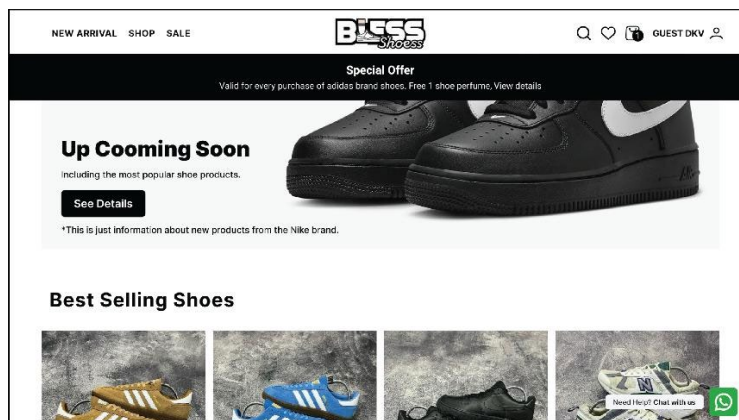 NEW ARRIVAL SHOP SALE
BLESS
Shoess
1
GUEST DKV
Special Offer
Valid for every purchase of adidas brand shoes. Free 1 shoe perfume, View details
Up Cooming Soon
Including the most popular shoe products.
See Details
*This is just information about new products from the Nike brand.
Best Selling Shoes
N
Need Help? Chat with us